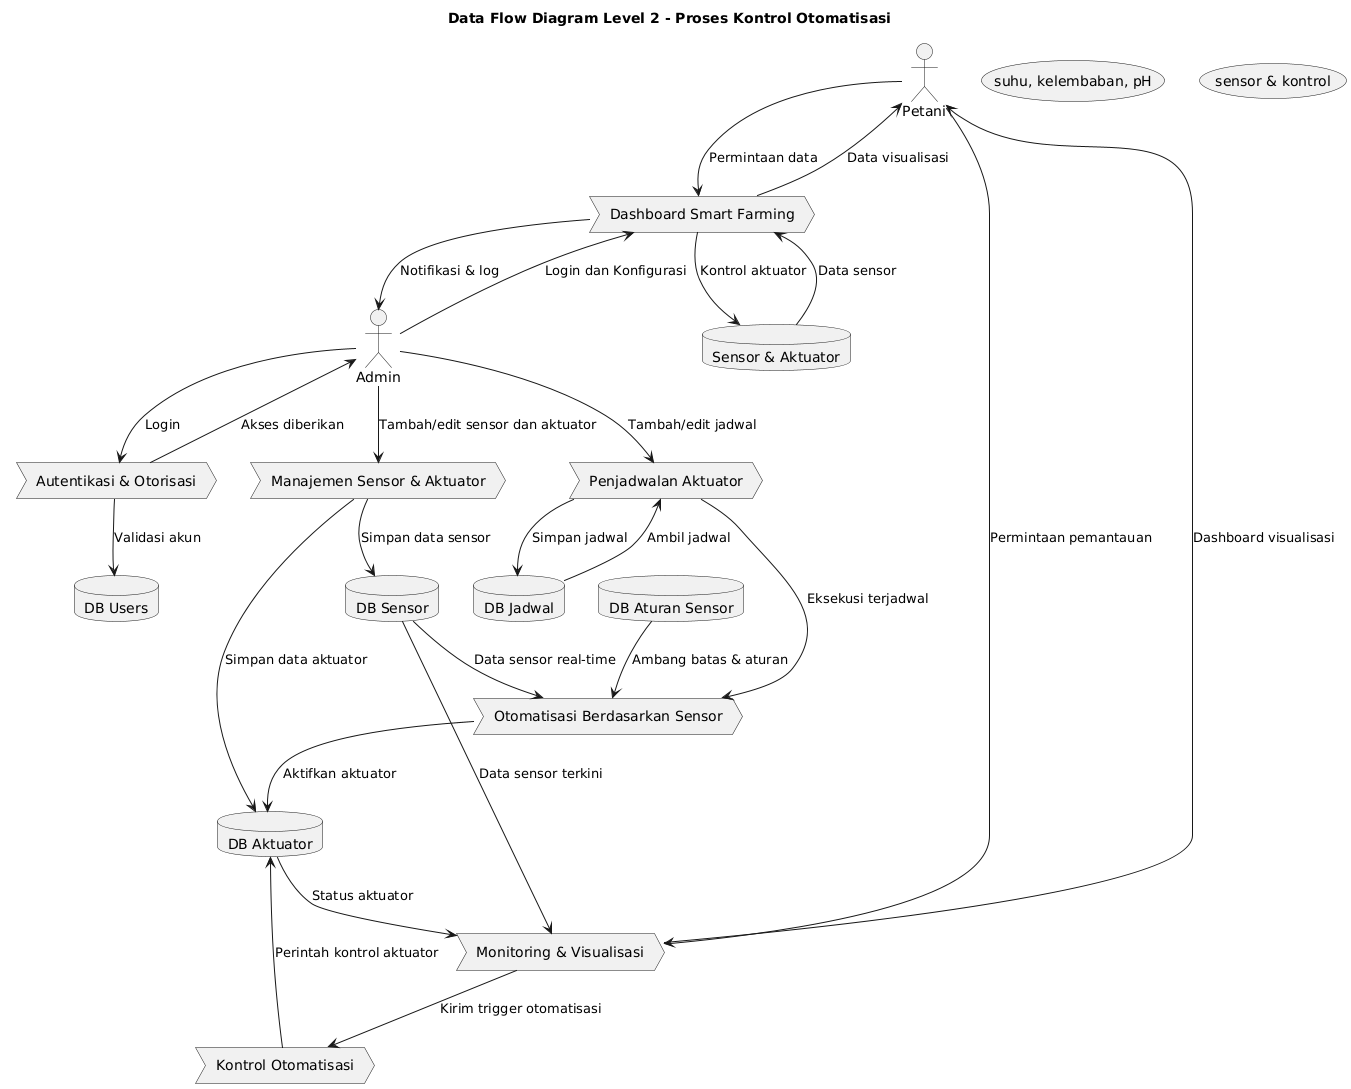 Data Flow Diagram Level 2 - Proses Kontrol Otomatisasi
Petani
suhu, kelembaban, pH
sensor & kontrol
Permintaan data
Data visualisasi
Dashboard Smart Farming
Notifikasi & log
Login dan Konfigurasi
Kontrol aktuator
Data sensor
Admin
Sensor & Aktuator
Login
Akses diberikan
Tambah/edit sensor dan aktuator
Tambah/edit jadwal
Autentikasi & Otorisasi
Manajemen Sensor & Aktuator
Penjadwalan Aktuator
Validasi akun
Simpan data sensor
Simpan jadwal
Ambil jadwal
Permintaan pemantauan
Dashboard visualisasi
DB Users
DB Sensor
DB Jadwal
DB Aturan Sensor
Eksekusi terjadwal
Simpan data aktuator
Data sensor real-time
Ambang batas & aturan
Otomatisasi Berdasarkan Sensor
Aktifkan aktuator
Data sensor terkini
DB Aktuator
Status aktuator
Perintah kontrol aktuator
Monitoring & Visualisasi
Kirim trigger otomatisasi
Kontrol Otomatisasi